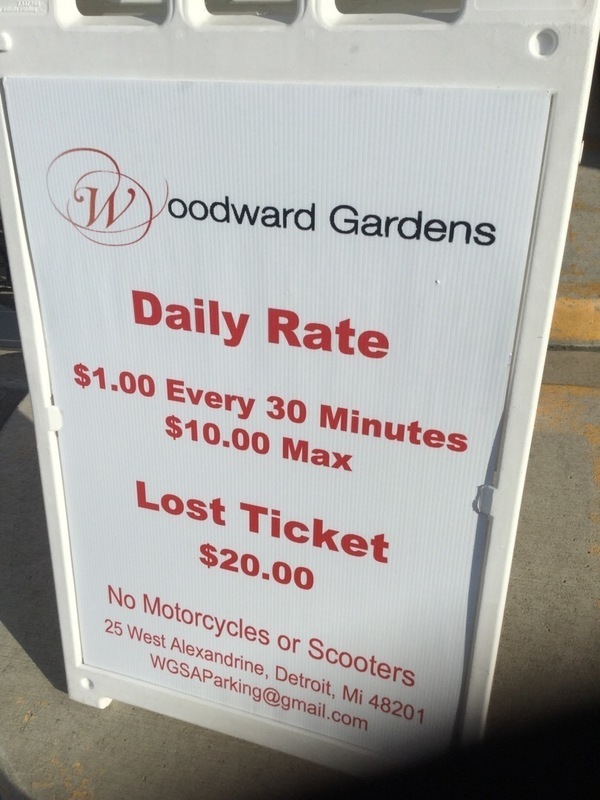 Woodward Gardens
Daily Rate
$1.00 Every 30 Minutes
$10.00 Max
Lost Ticket
$20.00
No Motorcycles or Scooters
25 West Alexandrine, Detroit, Mi 48201
WGSAParking@gmail.com